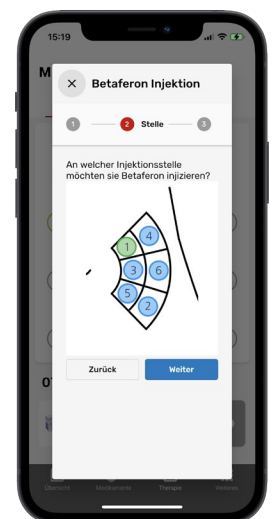 15:19
M
× Betaferon Injektion
1 2 Stelle 3
An welcher Injektionsstelle
möchten sie Betaferon injizieren?
4
1
3 6
5
2
Zurück Weiter
Übersicht Medikamente Therapie Weiteres